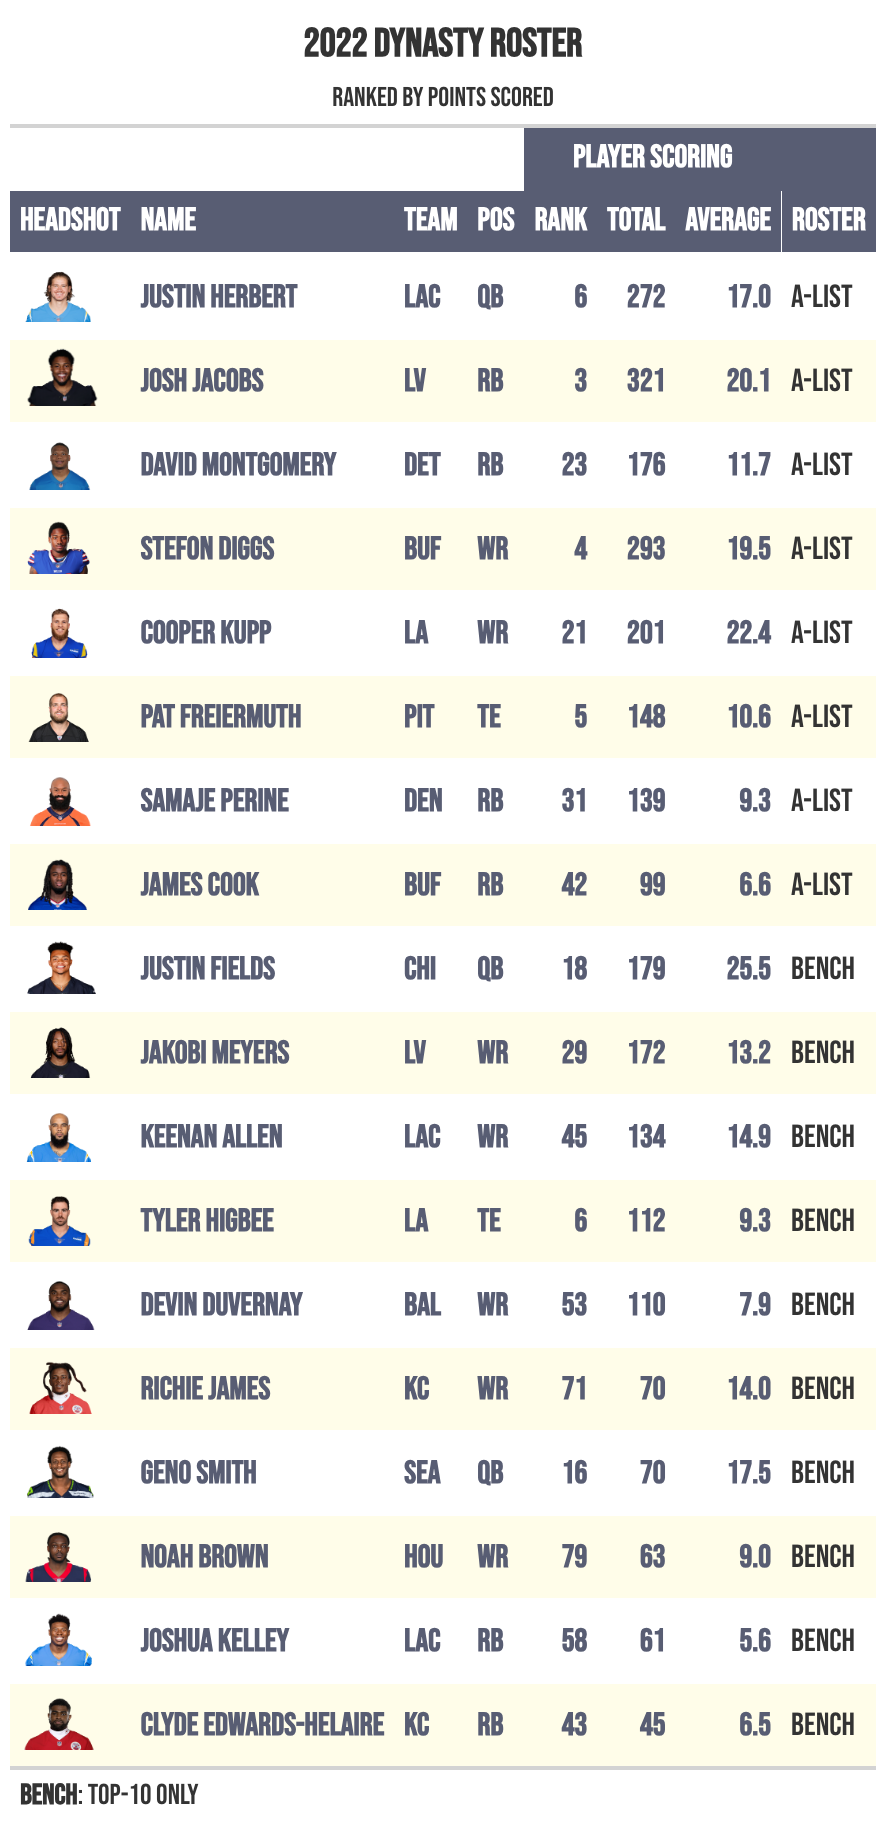 2022 DYNASTY ROSTER
RANKED BY POINTS SCORED
PLAYER SCORING
HEADSHOT NAME TEAM POS RANK TOTAL AVERAGE ROSTER
JUSTIN HERBERT LAC QB 6 272 17.0 A-LIST
JOSH JACOBS LV RB 3 321 20.1 A-LIST
DAVID MONTGOMERY DET RB 23 176 11.7 A-LIST
STEFON DIGGS BUF WR 4 293 19.5 A-LIST
COOPER KUPP LA WR 21 201 22.4 A-LIST
PAT FREIERMUTH PIT TE 5 148 10.6 A-LIST
SAMAJE PERINE DEN RB 31 139 9.3 A-LIST
JAMES COOK BUF RB 42 99 6.6 A-LIST
JUSTIN FIELDS CHI QB 18 179 25.5 BENCH
JAKOBI MEYERS LV WR 29 172 13.2 BENCH
KEENAN ALLEN LAC WR 45 134 14.9 BENCH
TYLER HIGBEE LA TE 6 112 9.3 BENCH
DEVIN DUVERNAY BAL WR 53 110 7.9 BENCH
RICHIE JAMES KC WR 71 70 14.0 BENCH
GENO SMITH SEA QB 16 70 17.5 BENCH
NOAH BROWN HOU WR 79 63 9.0 BENCH
JOSHUA KELLEY LAC RB 58 61 5.6 BENCH
CLYDE EDWARDS-HELAIRE KC RB 43 45 6.5 BENCH
BENCH: TOP-10 ONLY